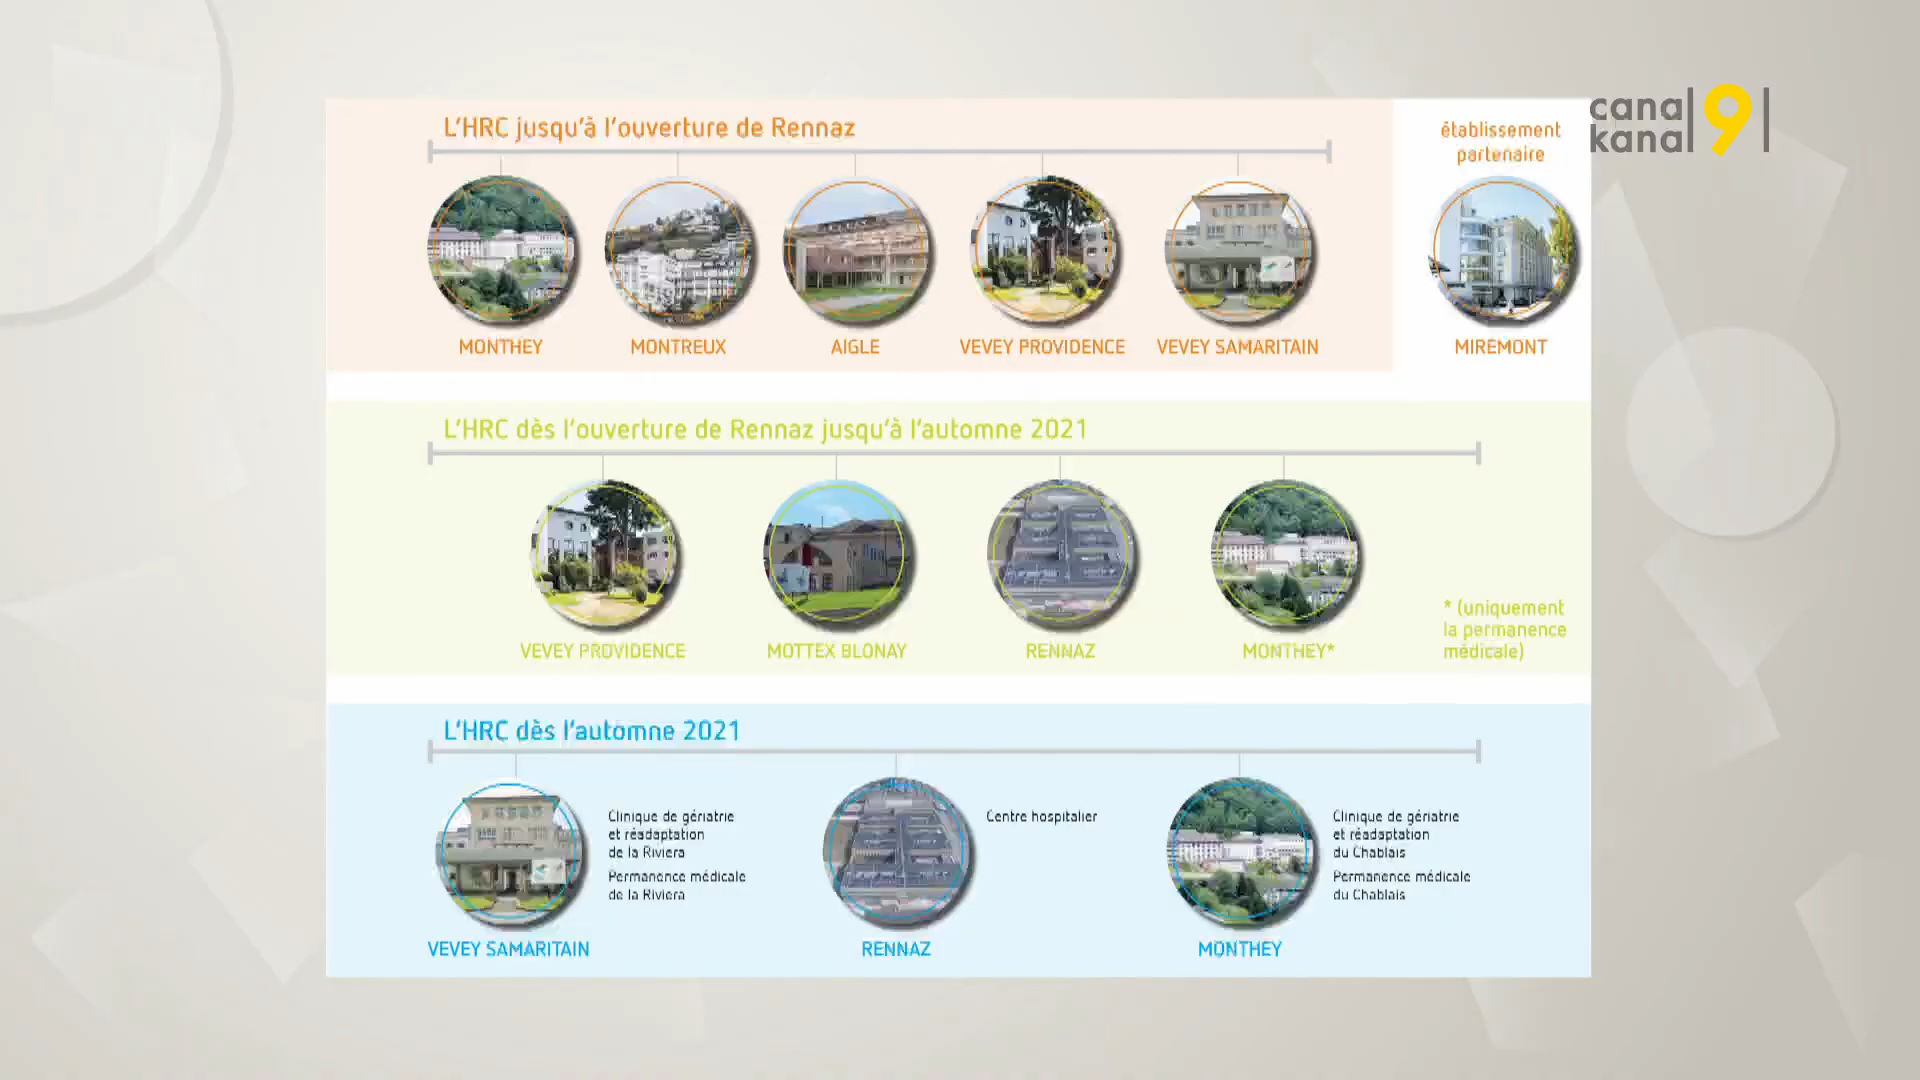 canal 9
kanal
L'HRC jusqu'à l'ouverture de Rennaz
établissement
partenaire
MONTHEY
MONTREUX
AIGLE
VEVEY PROVIDENCE
VEVEY SAMARITAIN
MIREMONT
L'HRC dès l'ouverture de Rennaz jusqu'à l'automne 2021
VEVEY PROVIDENCE
MOTTEX BLONAY
RENNAZ
MONTHEY*
* (uniquement
la permanence
médicale)
L'HRC dès l'automne 2021
Clinique de gériatrie
et réadaptation
de la Riviera
Permanence médicale
de la Riviera
VEVEY SAMARITAIN
Centre hospitalier
RENNAZ
Clinique de gériatrie
et réadaptation
du Chablais
Permanence médicale
du Chablais
MONTHEY